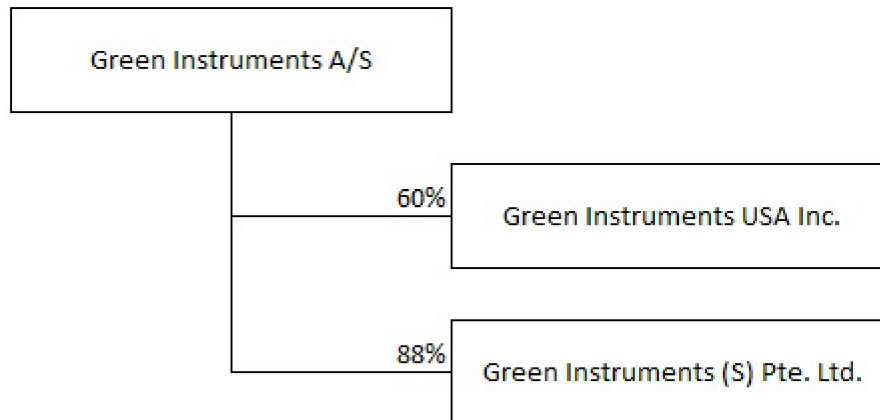 Green Instruments A/S
60%
Green Instruments USA Inc.
88%
Green Instruments (S) Pte. Ltd.